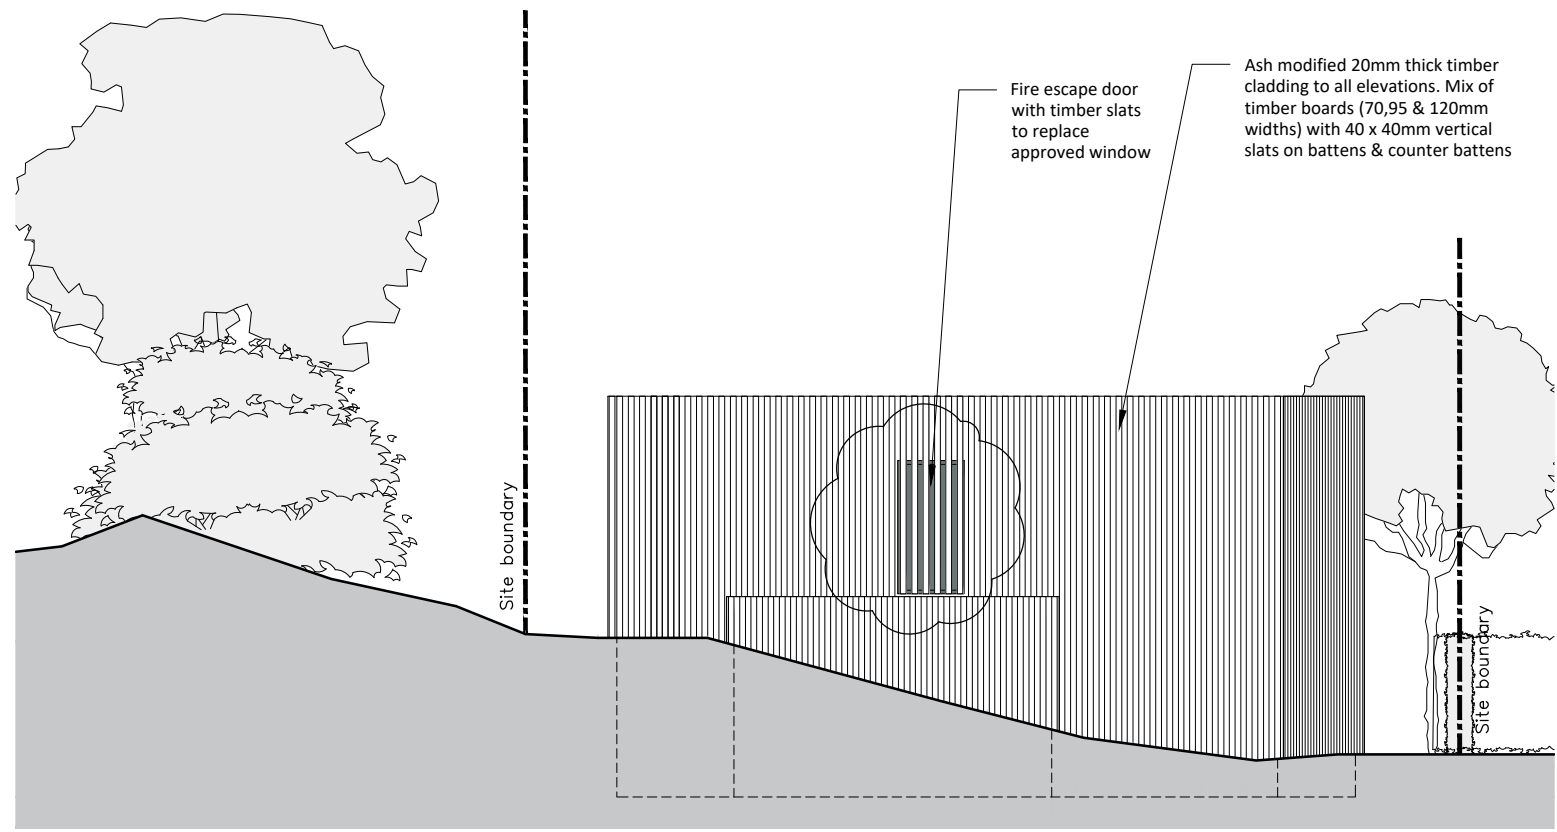 Fire escape door
with timber slats
to replace
approved window
Ash modified 20mm thick timber
cladding to all elevations. Mix of
timber boards (70,95 & 120mm
widths) with 40 x 40mm vertical
slats on battens & counter battens
Site boundary
Site boundary